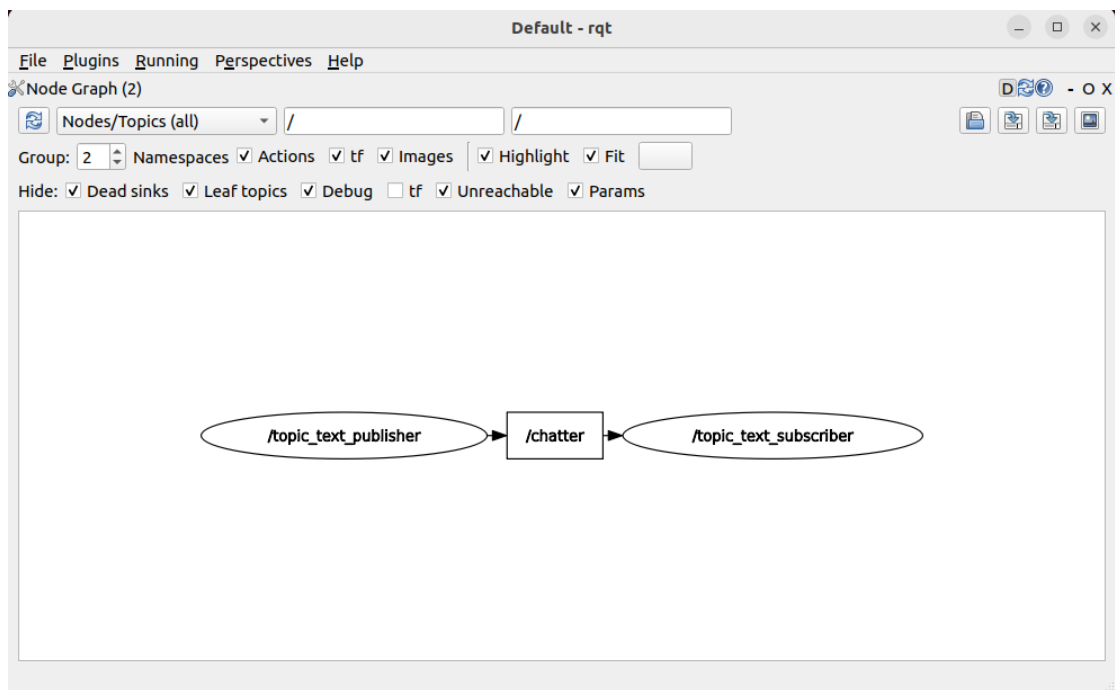 Default - rqt
File Plugins Running Perspectives Help
Node Graph (2) D - O X
Nodes/Topics (all) / /
Group: 2 Namespaces Actions tf Images Highlight Fit
Hide: Dead sinks Leaf topics Debug tf Unreachable Params
/topic_text_publisher /chatter /topic_text_subscriber